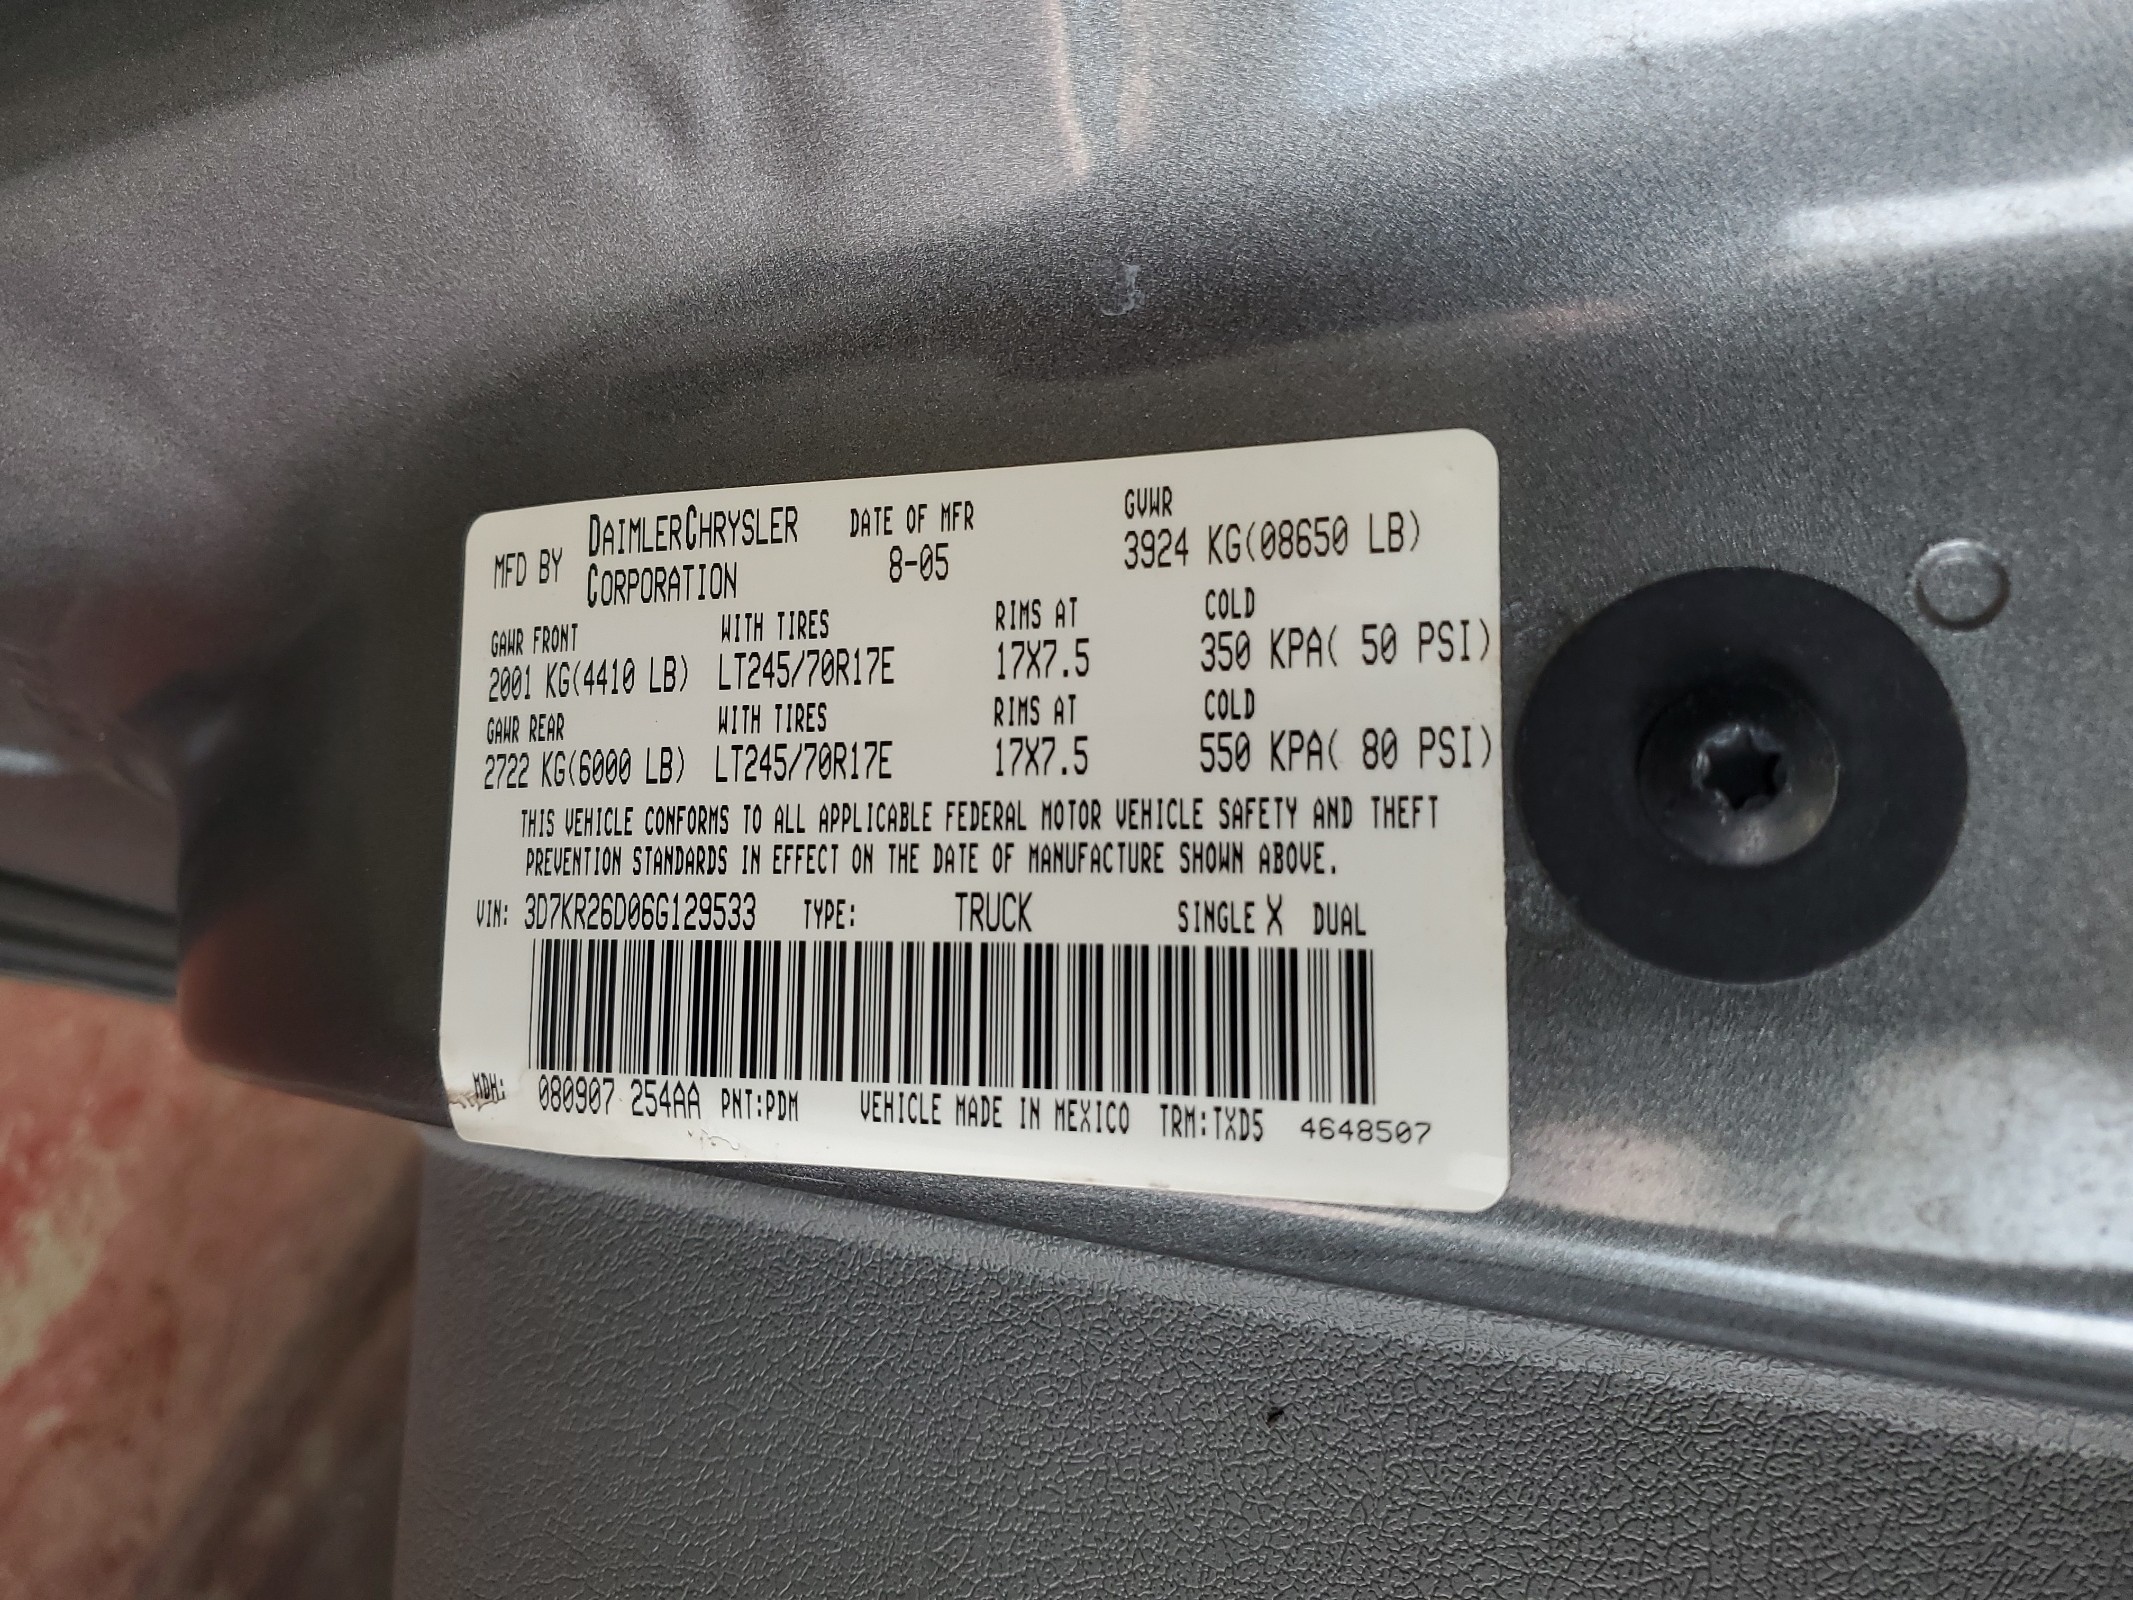 MFD BY DAIMLERCHRYSLER CORPORATION DATE OF MFR 8-05 GVWR 3924 KG(08650 LB)
GAWR FRONT WITH TIRES RIMS AT COLD
2001 KG(4410 LB) LT245/70R17E 17X7.5 350 KPA( 50 PSI)
GAWR REAR WITH TIRES RIMS AT COLD
2722 KG(6000 LB) LT245/70R17E 17X7.5 550 KPA( 80 PSI)
THIS VEHICLE CONFORMS TO ALL APPLICABLE FEDERAL MOTOR VEHICLE SAFETY AND THEFT
PREVENTION STANDARDS IN EFFECT ON THE DATE OF MANUFACTURE SHOWN ABOVE.
VIN: 3D7KR26D06G129533 TYPE: TRUCK SINGLE X DUAL
MDH: 080907 254AA PNT:PDM VEHICLE MADE IN MEXICO TRM:TXD5 4648507